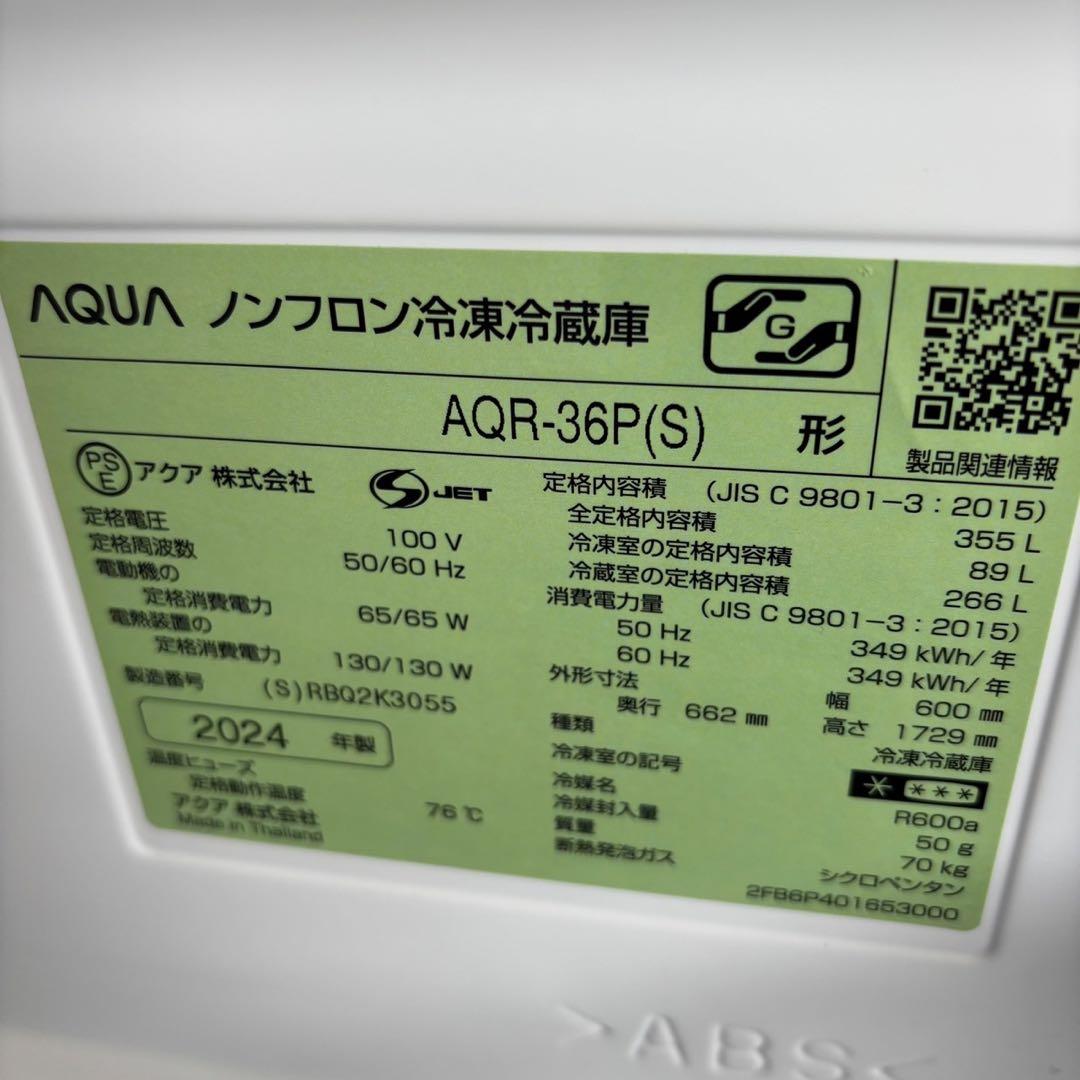 AQUA ノンフロン冷凍冷蔵庫
G
AQR-36P(S) 形
製品関連情報
PSE アクア 株式会社 S JET
定格電圧 100 V
定格周波数 50/60 Hz
電動機の
定格消費電力 65/65 W
電熱装置の
定格消費電力 130/130 W
製造番号 (S)RBQ2K3055
2024 年製
温度ヒューズ
定格動作温度 76 ℃
アクア 株式会社
Made in Thailand
定格内容積 (JIS C 9801-3:2015)
全定格内容積 355 L
冷凍室の定格内容積 89 L
冷蔵室の定格内容積 266 L
消費電力量 (JIS C 9801-3:2015)
50 Hz 349 kWh/年
60 Hz 349 kWh/年
外形寸法 幅 600 ㎜
奥行 662 ㎜ 高さ 1729 ㎜
種類 冷凍冷蔵庫
冷凍室の記号 * ***
冷媒名 R600a
冷媒封入量 50 g
質量 70 kg
断熱発泡ガス シクロペンタン
2FB6P401653000
>ABS<